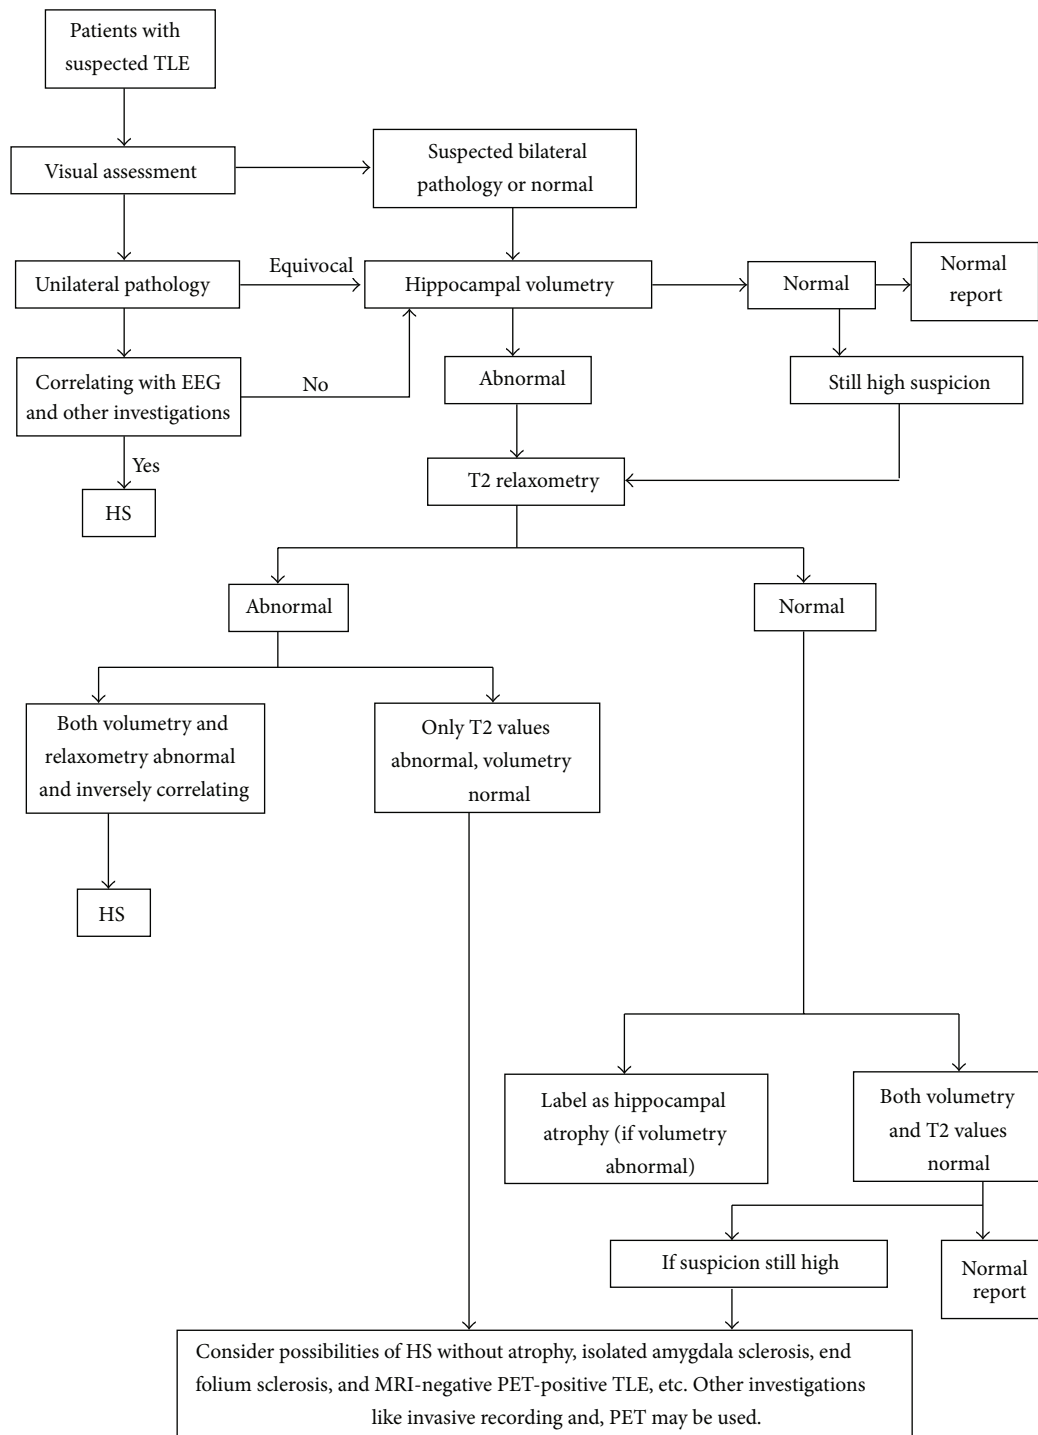 Patients with
suspected TLE
Visual assessment
Suspected bilateral
pathology or normal
Unilateral pathology
Equivocal
Hippocampal volumetry
Normal
Normal
report
Correlating with EEG
and other investigations
No
Abnormal
Still high suspicion
Yes
HS
T2 relaxometry
Abnormal
Normal
Both volumetry and
relaxometry abnormal
and inversely correlating
Only T2 values
abnormal, volumetry
normal
HS
Label as hippocampal
atrophy (if volumetry
abnormal)
Both volumetry
and T2 values
normal
If suspicion still high
Normal
report
Consider possibilities of HS without atrophy, isolated amygdala sclerosis, end
folium sclerosis, and MRI-negative PET-positive TLE, etc. Other investigations
like invasive recording and, PET may be used.